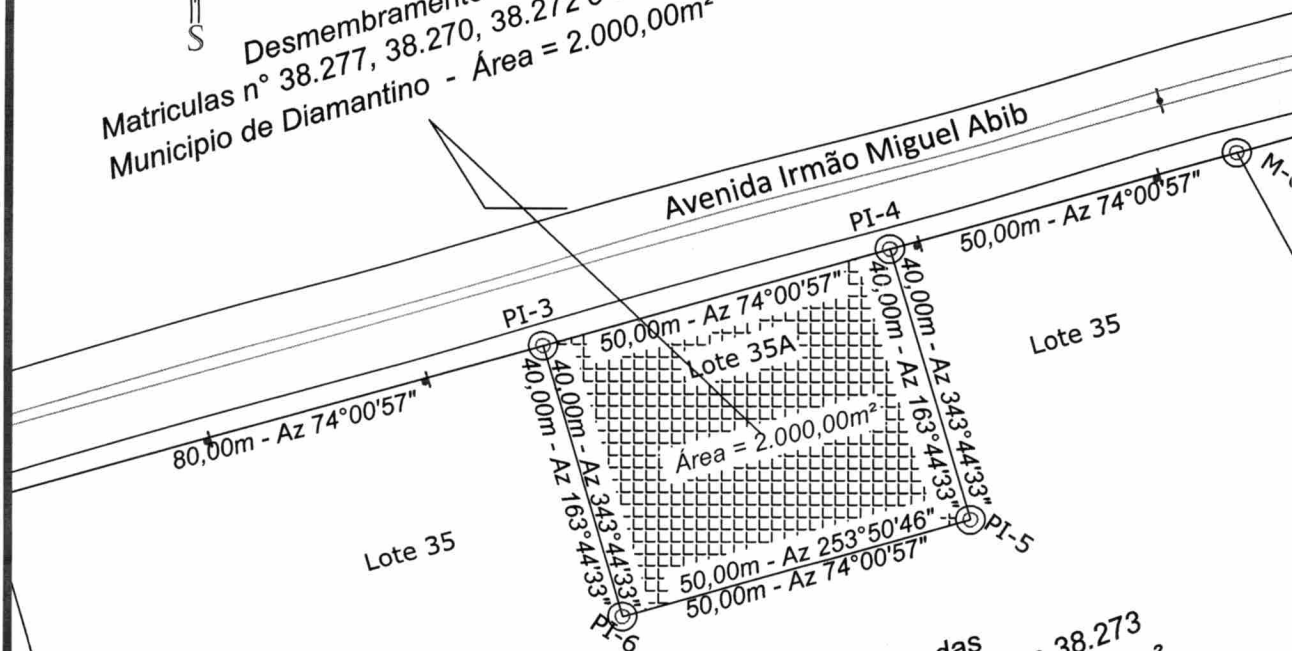 S
Desmembramento
Matriculas n° 38.277, 38.270, 38.272
Municipio de Diamantino - Área = 2.000,00m²
Avenida Irmão Miguel Abib
PI-4
50,00m - Az 74°00'57"
PI-3
50,00m - Az 74°00'57"
Lote 35A
Área = 2.000,00m²
40,00m - Az 163°44'33"
40,00m - Az 343°44'33"
Lote 35
80,00m - Az 74°00'57"
40,00m - Az 163°44'33"
40,00m - Az 343°44'33"
Lote 35
50,00m - Az 253°50'46"
50,00m - Az 74°00'57"
PI-5
PI-6
38.273